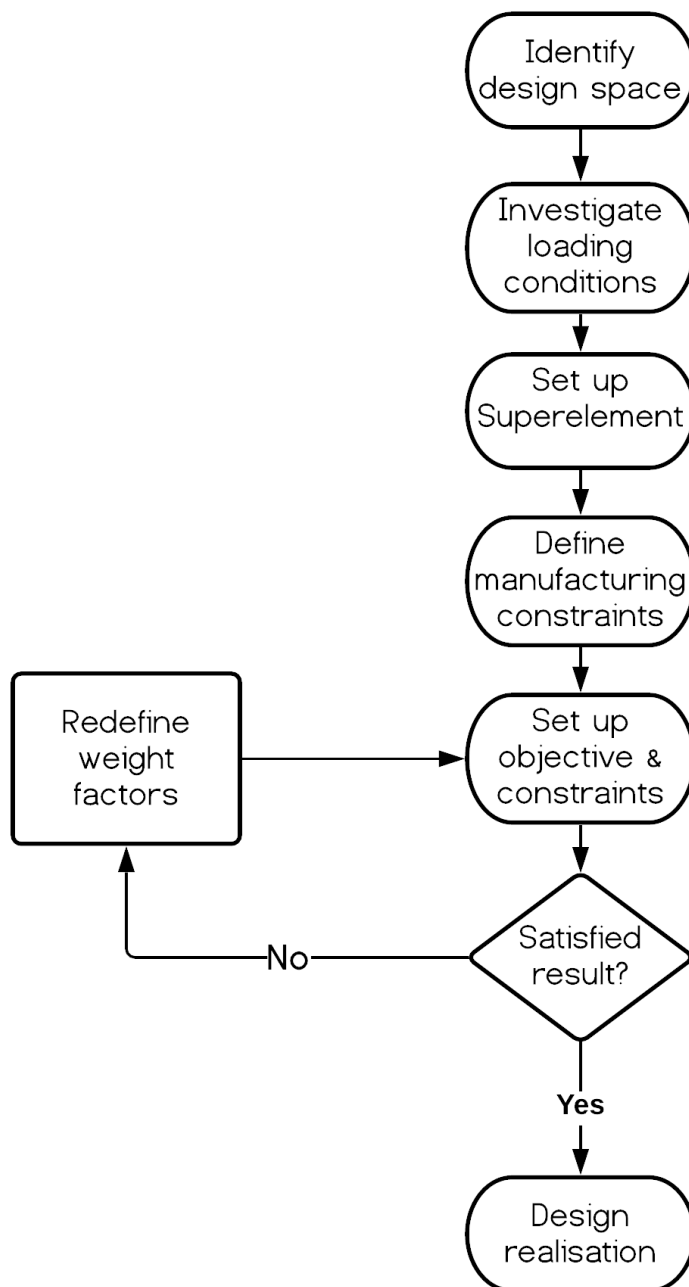 Identify
design space
Investigate
loading
conditions
Set up
Superelement
Define
manufacturing
constraints
Redefine
weight
factors
Set up
objective &
constraints
Satisfied
result?
No
Yes
Design
realisation